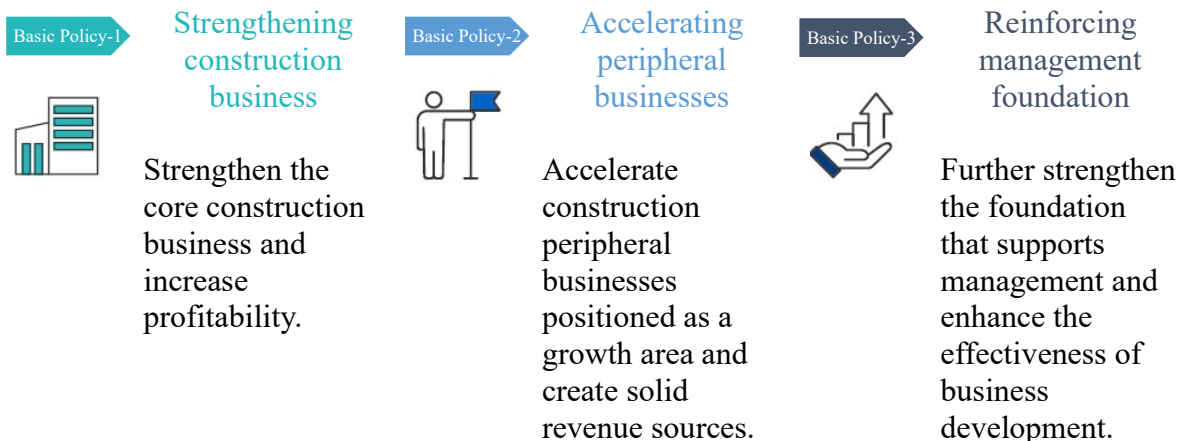 Basic Policy-1
Strengthening
construction
business
Strengthen the
core construction
business and
increase
profitability.
Basic Policy-2
Accelerating
peripheral
businesses
Accelerate
construction
peripheral
businesses
positioned as a
growth area and
create solid
revenue sources.
Basic Policy-3
Reinforcing
management
foundation
Further strengthen
the foundation
that supports
management and
enhance the
effectiveness of
business
development.